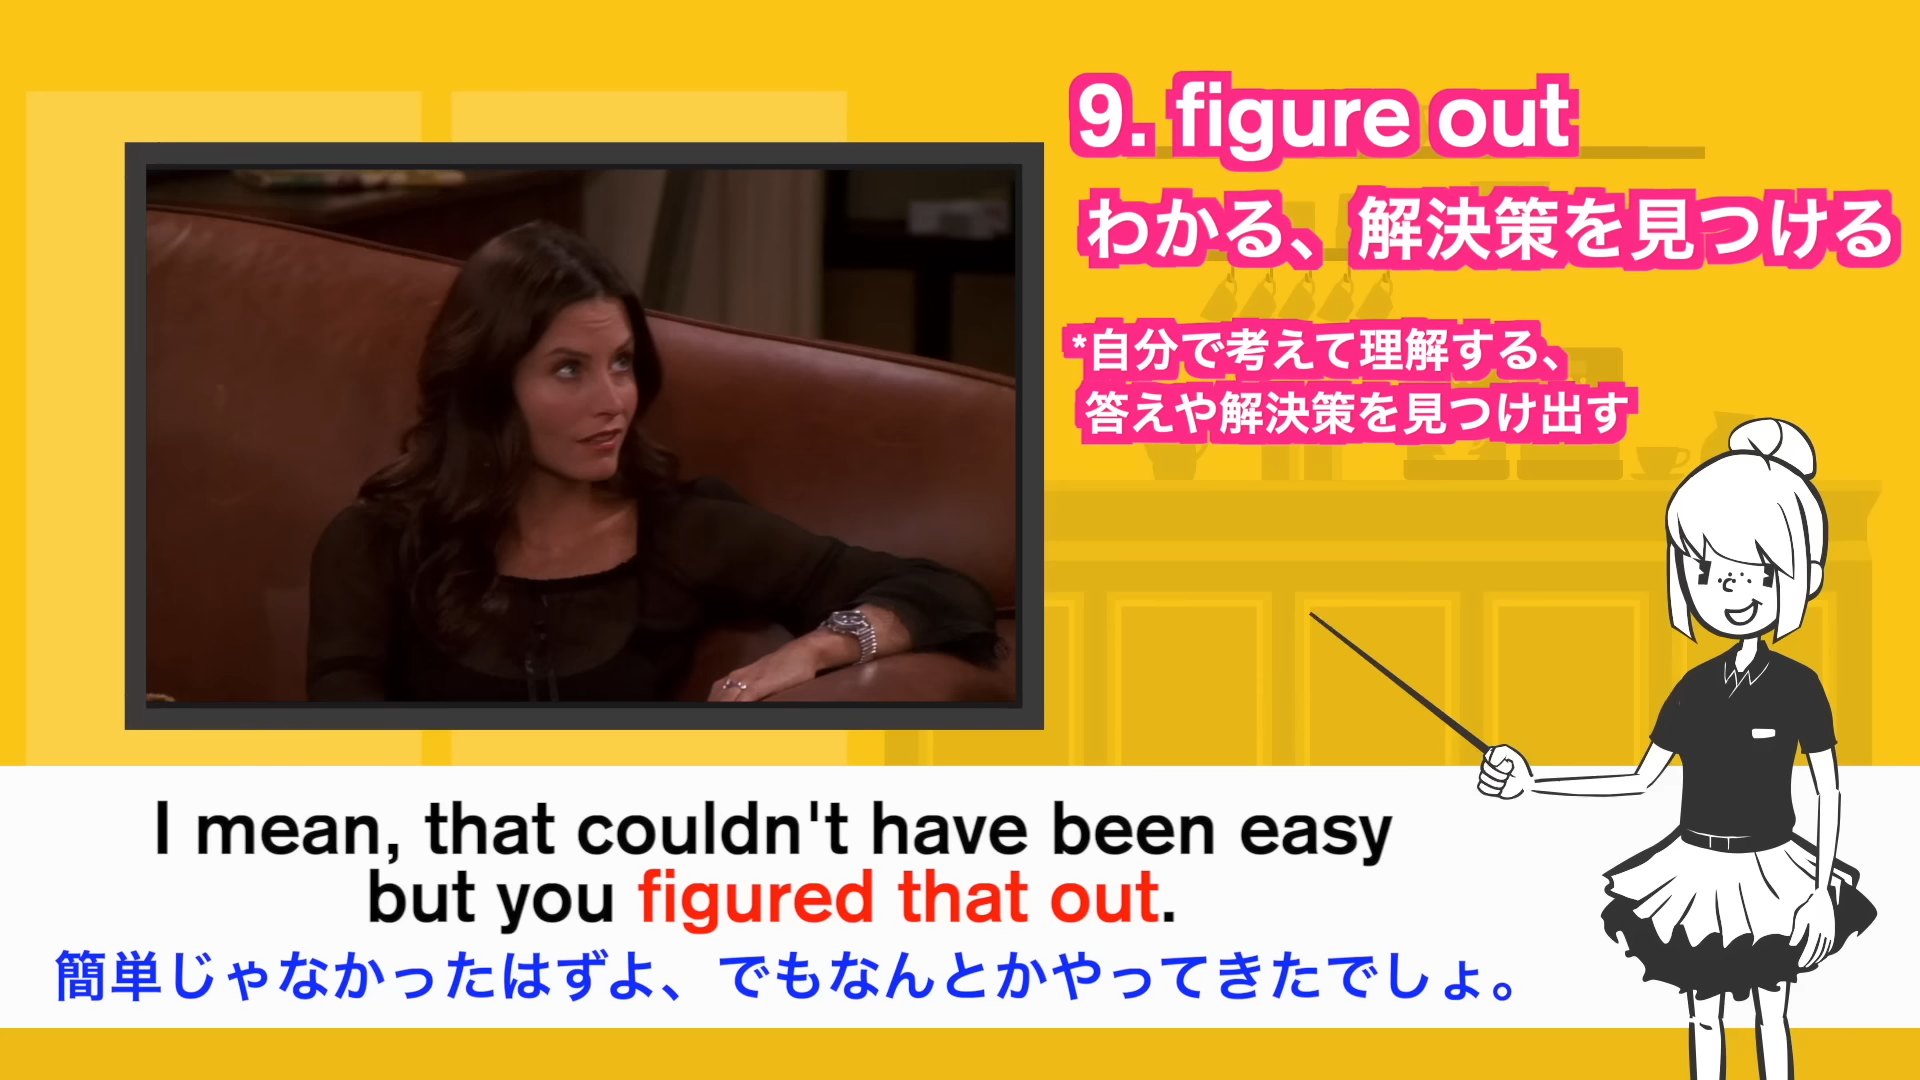 9. figure out
わかる、解決策を見つける
*自分で考えて理解する、
答えや解決策を見つけ出す
I mean, that couldn't have been easy
but you figured that out.
簡単じゃなかったはずよ、でもなんとかやってきたでしょ。